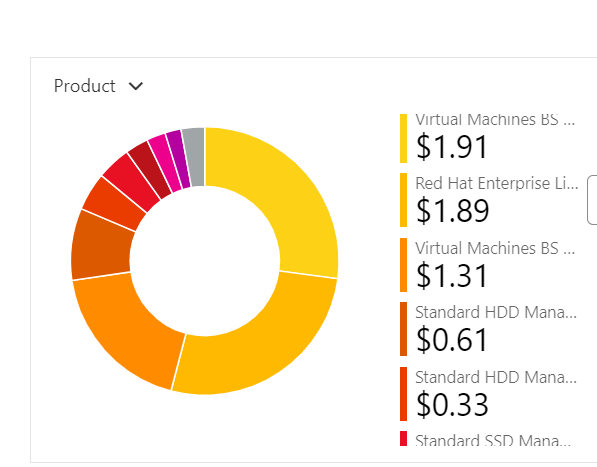 Product
Virtual Machines BS ...
$1.91
Red Hat Enterprise Li...
$1.89
Virtual Machines BS ...
$1.31
Standard HDD Mana...
$0.61
Standard HDD Mana...
$0.33
Standard SSD Mana...